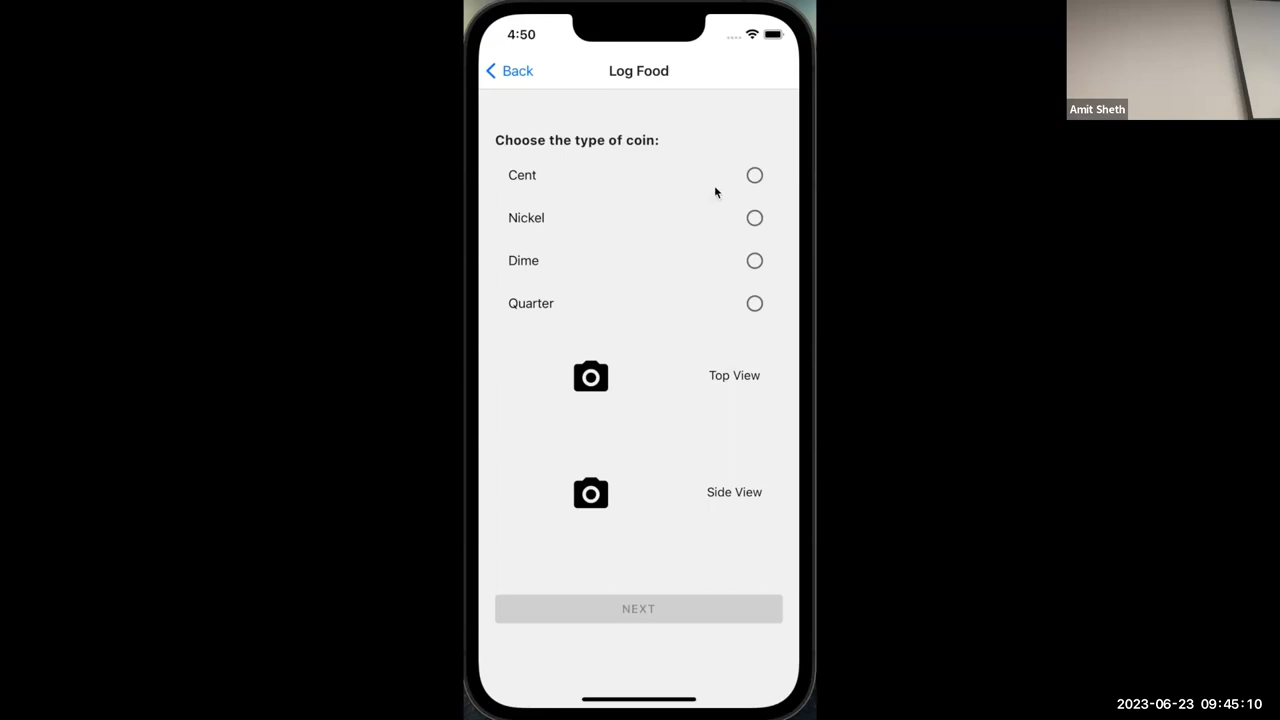 4:50
Back
Log Food
Choose the type of coin:
Cent
Nickel
Dime
Quarter
Top View
Side View
NEXT
Amit Sheth
2023-06-23 09:45:10